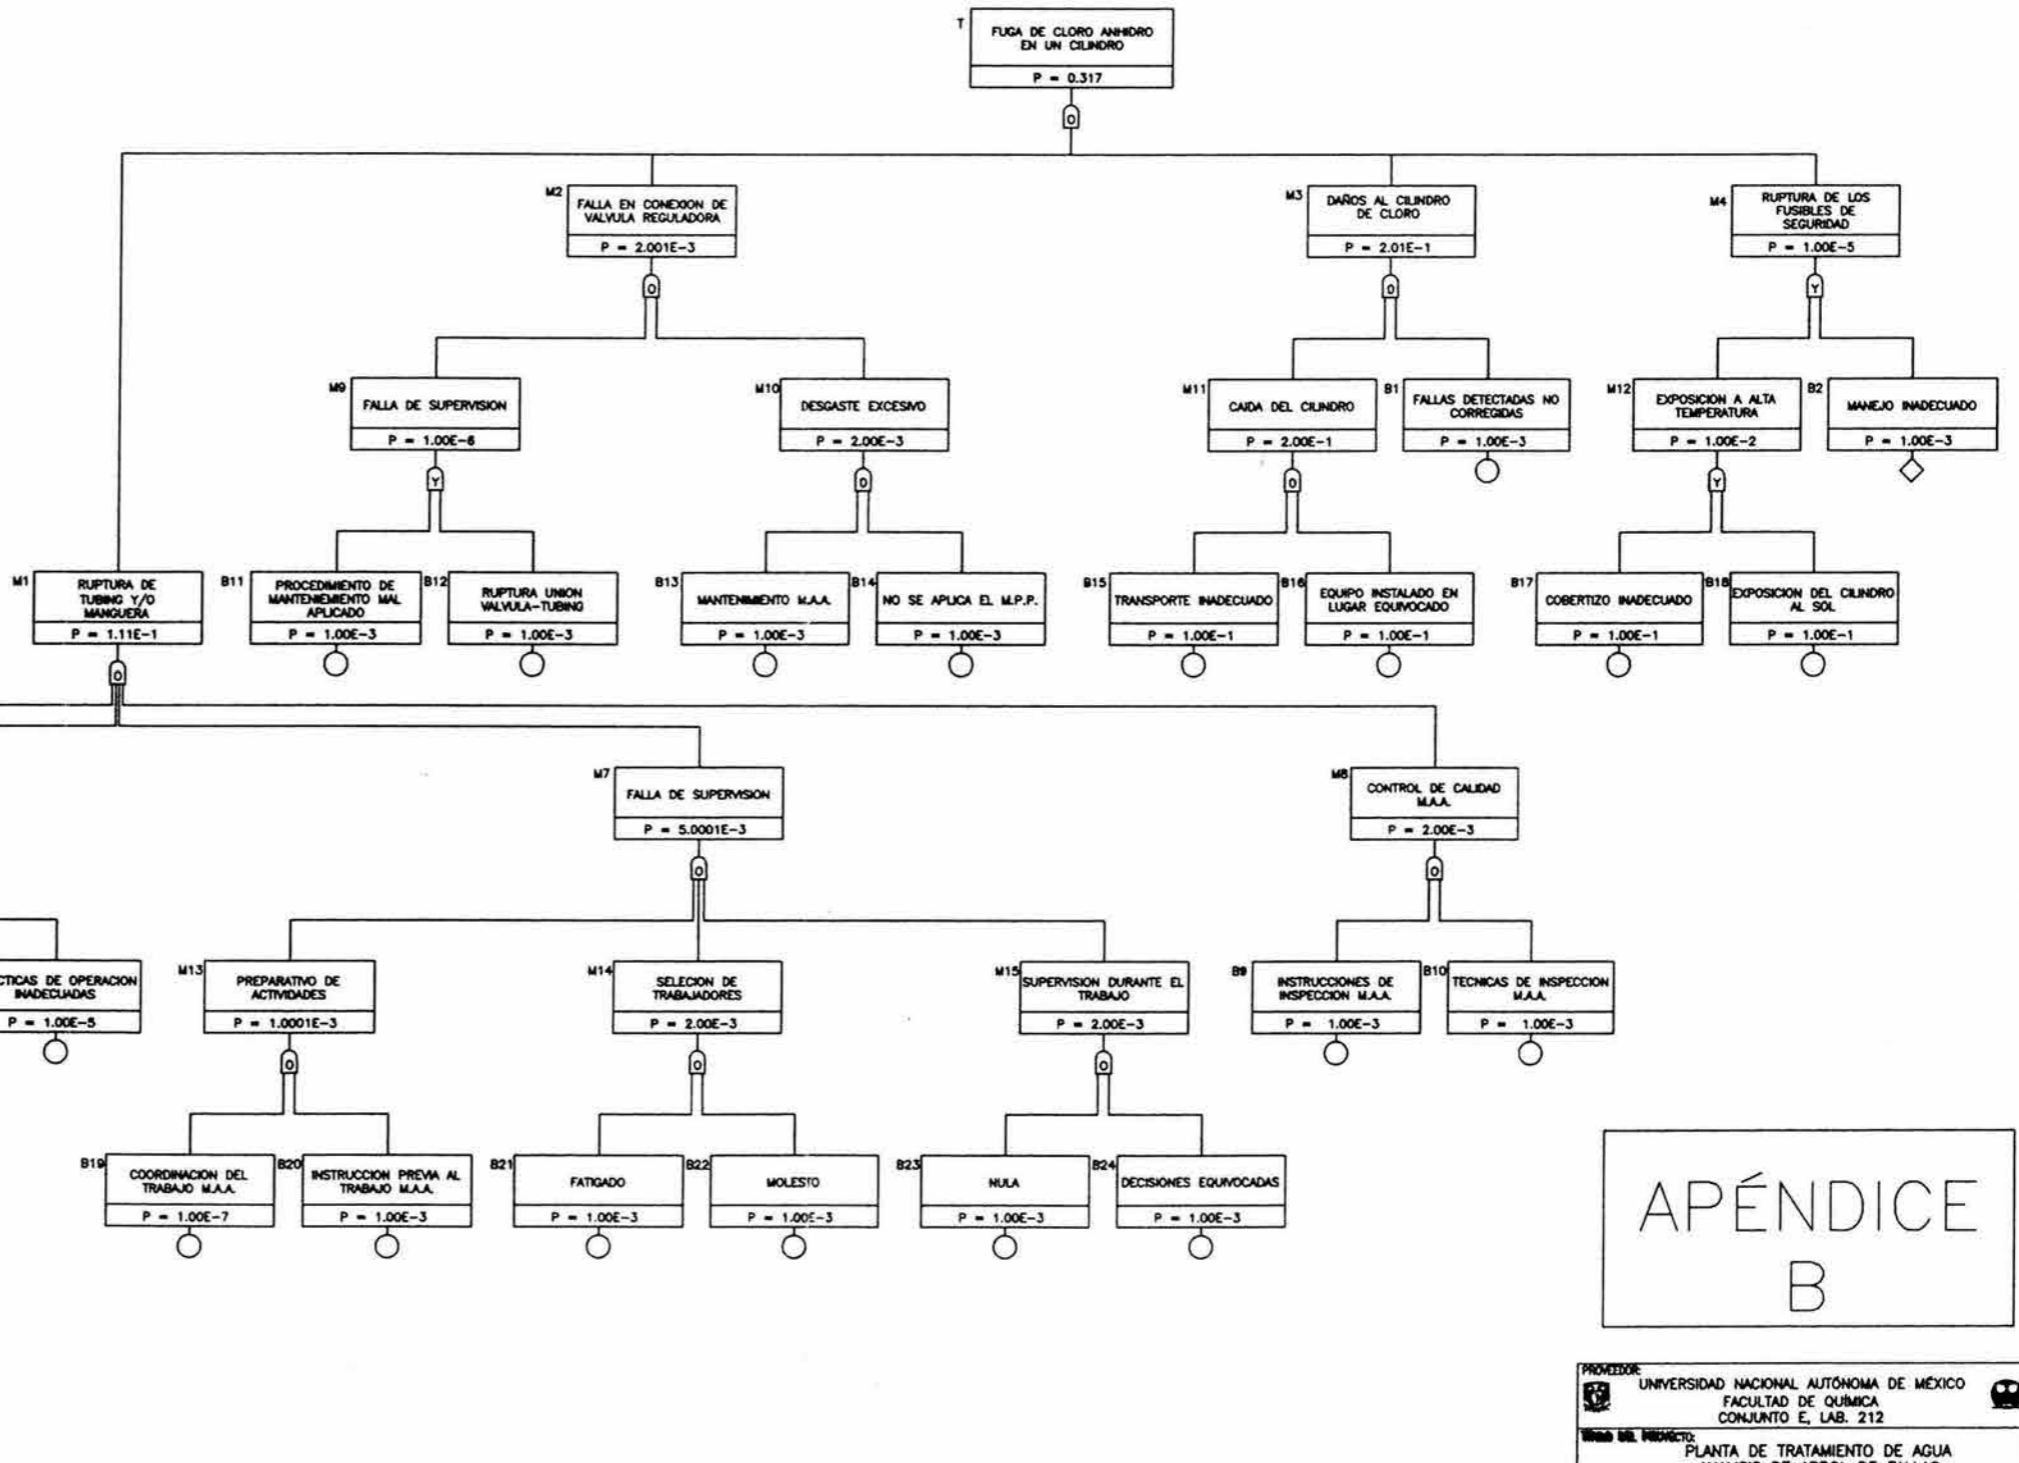 T
FUGA DE CLORO ANHIDRO
EN UN CILINDRO
P = 0.317
M2
FALLA EN CONEXION DE
VALVULA REGULADORA
P = 2.001E-3
M3
DAÑOS AL CILINDRO
DE CLORO
P = 2.01E-1
M4
RUPTURA DE LOS
FUSIBLES DE
SEGURIDAD
P = 1.00E-5
O
O
O
Y
M9
FALLA DE SUPERVISION
P = 1.00E-6
M10
DESGASTE EXCESIVO
P = 2.00E-3
M11
CAIDA DEL CILINDRO
P = 2.00E-1
B1
FALLAS DETECTADAS NO
CORREGIDAS
P = 1.00E-3
M12
EXPOSICION A ALTA
TEMPERATURA
P = 1.00E-2
B2
MANEJO INADECUADO
P = 1.00E-3
Y
O
O
Y
M1
RUPTURA DE
TUBING Y/O
MANGUERA
P = 1.11E-1
B11
PROCEDIMIENTO DE
MANTENIEMIENTO MAL
APLICADO
P = 1.00E-3
B12
RUPTURA UNION
VALVULA-TUBING
P = 1.00E-3
B13
MANTENIMIENTO M.A.A.
P = 1.00E-3
B14
NO SE APLICA EL M.P.P.
P = 1.00E-3
B15
TRANSPORTE INADECUADO
P = 1.00E-1
B16
EQUIPO INSTALADO EN
LUGAR EQUIVOCADO
P = 1.00E-1
B17
COBERTIZO INADECUADO
P = 1.00E-1
B18
EXPOSICION DEL CILINDRO
AL SOL
P = 1.00E-1
O
M7
FALLA DE SUPERVISION
P = 5.0001E-3
M8
CONTROL DE CALIDAD
M.A.A.
P = 2.00E-3
O
O
CTICAS DE OPERACION
INADECUADAS
P = 1.00E-5
M13
PREPARATIVO DE
ACTIVIDADES
P = 1.0001E-3
M14
SELECION DE
TRABAJADORES
P = 2.00E-3
M15
SUPERVISION DURANTE EL
TRABAJO
P = 2.00E-3
B9
INSTRUCCIONES DE
INSPECCION M.A.A.
P = 1.00E-3
B10
TECNICAS DE INSPECCION
M.A.A.
P = 1.00E-3
O
O
O
B19
COORDINACION DEL
TRABAJO M.A.A.
P = 1.00E-7
B20
INSTRUCCION PREVIA AL
TRABAJO M.A.A.
P = 1.00E-3
B21
FATIGADO
P = 1.00E-3
B22
MOLESTO
P = 1.00E-3
B23
NULA
P = 1.00E-3
B24
DECISIONES EQUIVOCADAS
P = 1.00E-3
APÉNDICE
B
PROVEEDOR:
UNIVERSIDAD NACIONAL AUTÓNOMA DE MÉXICO
FACULTAD DE QUÍMICA
CONJUNTO E, LAB. 212
DEL PROYECTO:
PLANTA DE TRATAMIENTO DE AGUA